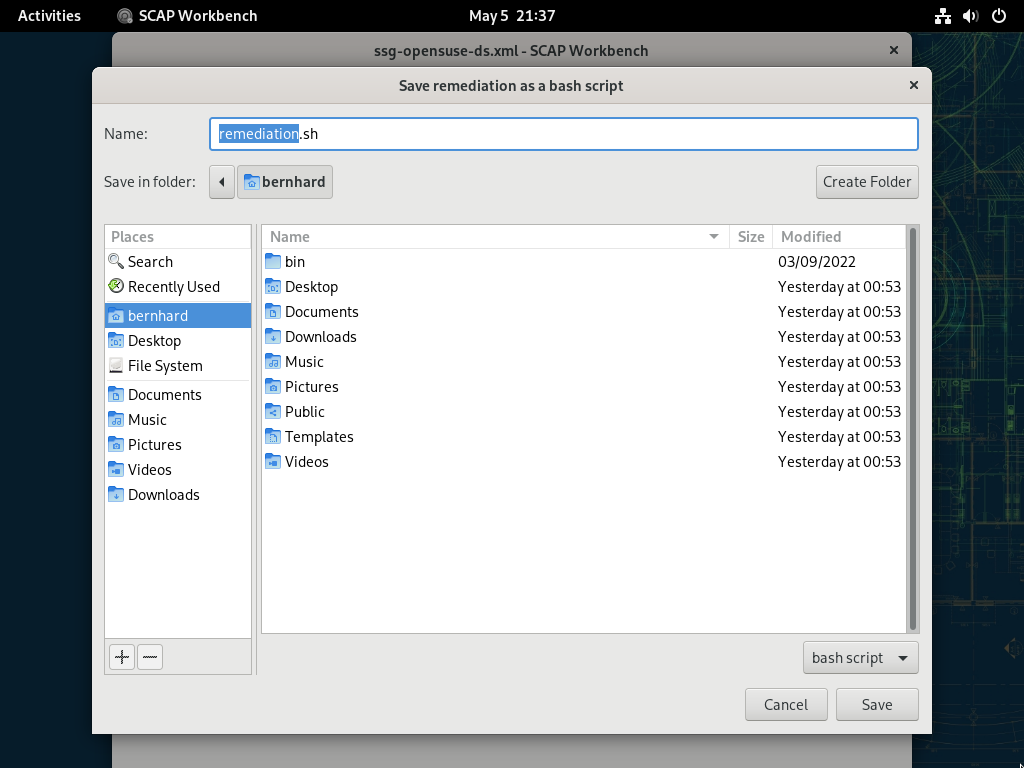 Activities SCAP Workbench May 5 21:37
ssg-opensuse-ds.xml - SCAP Workbench
Save remediation as a bash script
Name: remediation.sh
Save in folder: bernhard Create Folder
Places
Search
Recently Used
bernhard
Desktop
File System
Documents
Music
Pictures
Videos
Downloads
Name Size Modified
bin 03/09/2022
Desktop Yesterday at 00:53
Documents Yesterday at 00:53
Downloads Yesterday at 00:53
Music Yesterday at 00:53
Pictures Yesterday at 00:53
Public Yesterday at 00:53
Templates Yesterday at 00:53
Videos Yesterday at 00:53
bash script
Cancel Save